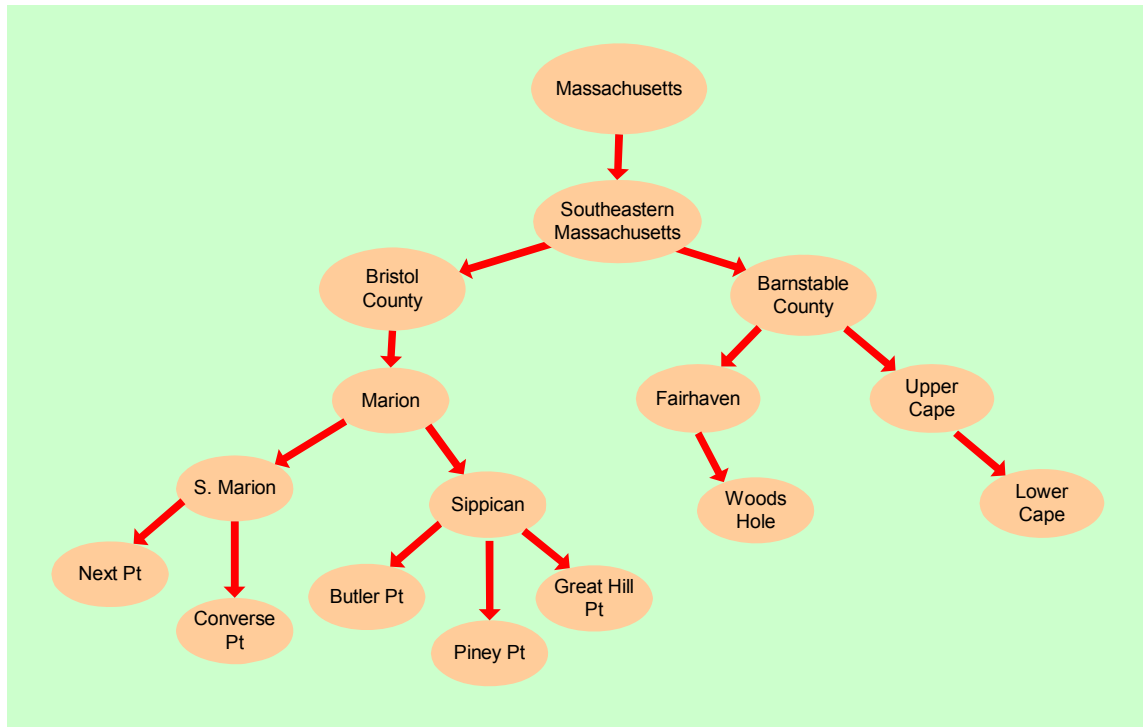 Massachusetts
Southeastern
Massachusetts
Bristol
County
Barnstable
County
Marion
Fairhaven
Upper
Cape
S. Marion
Sippican
Woods
Hole
Lower
Cape
Next Pt
Butler Pt
Great Hill
Pt
Converse
Pt
Piney Pt